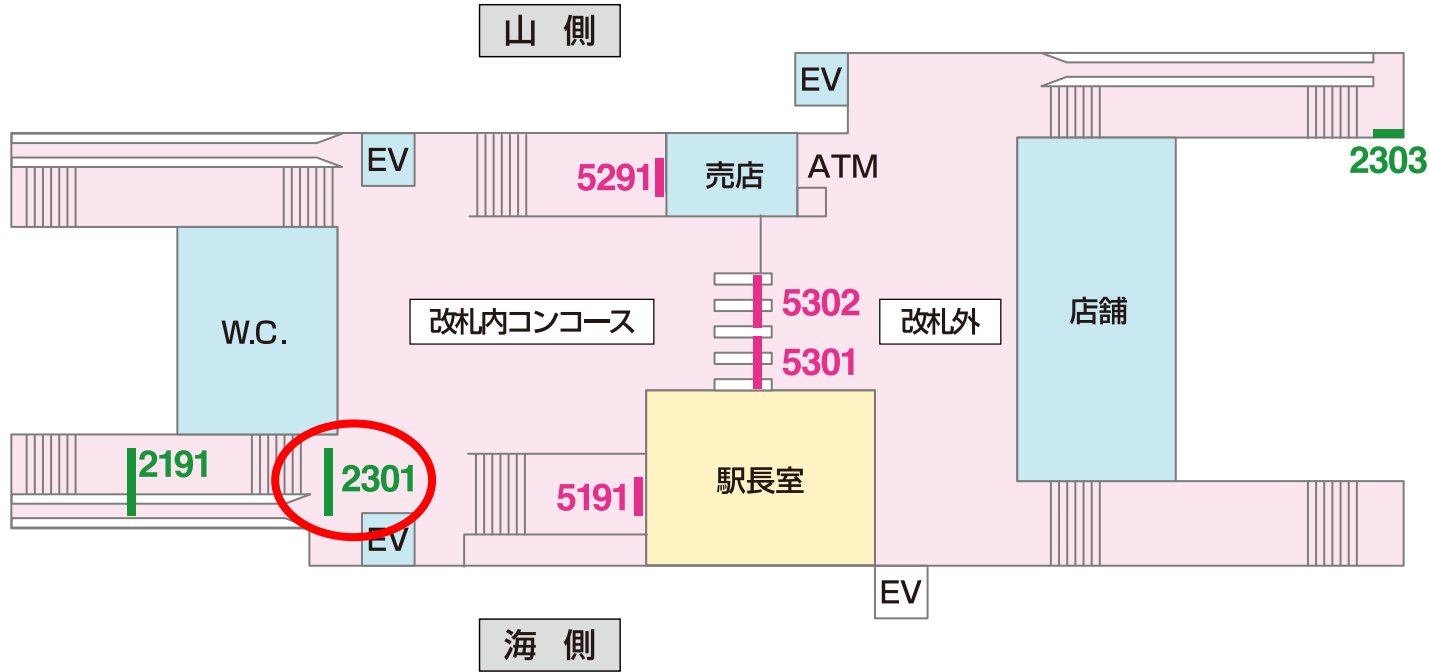 山 側
EV
EV
5291
売店
ATM
2303
5302
改札内コンコース
改札外
店舗
W.C.
5301
2191
2301
5191
駅長室
EV
EV
海 側